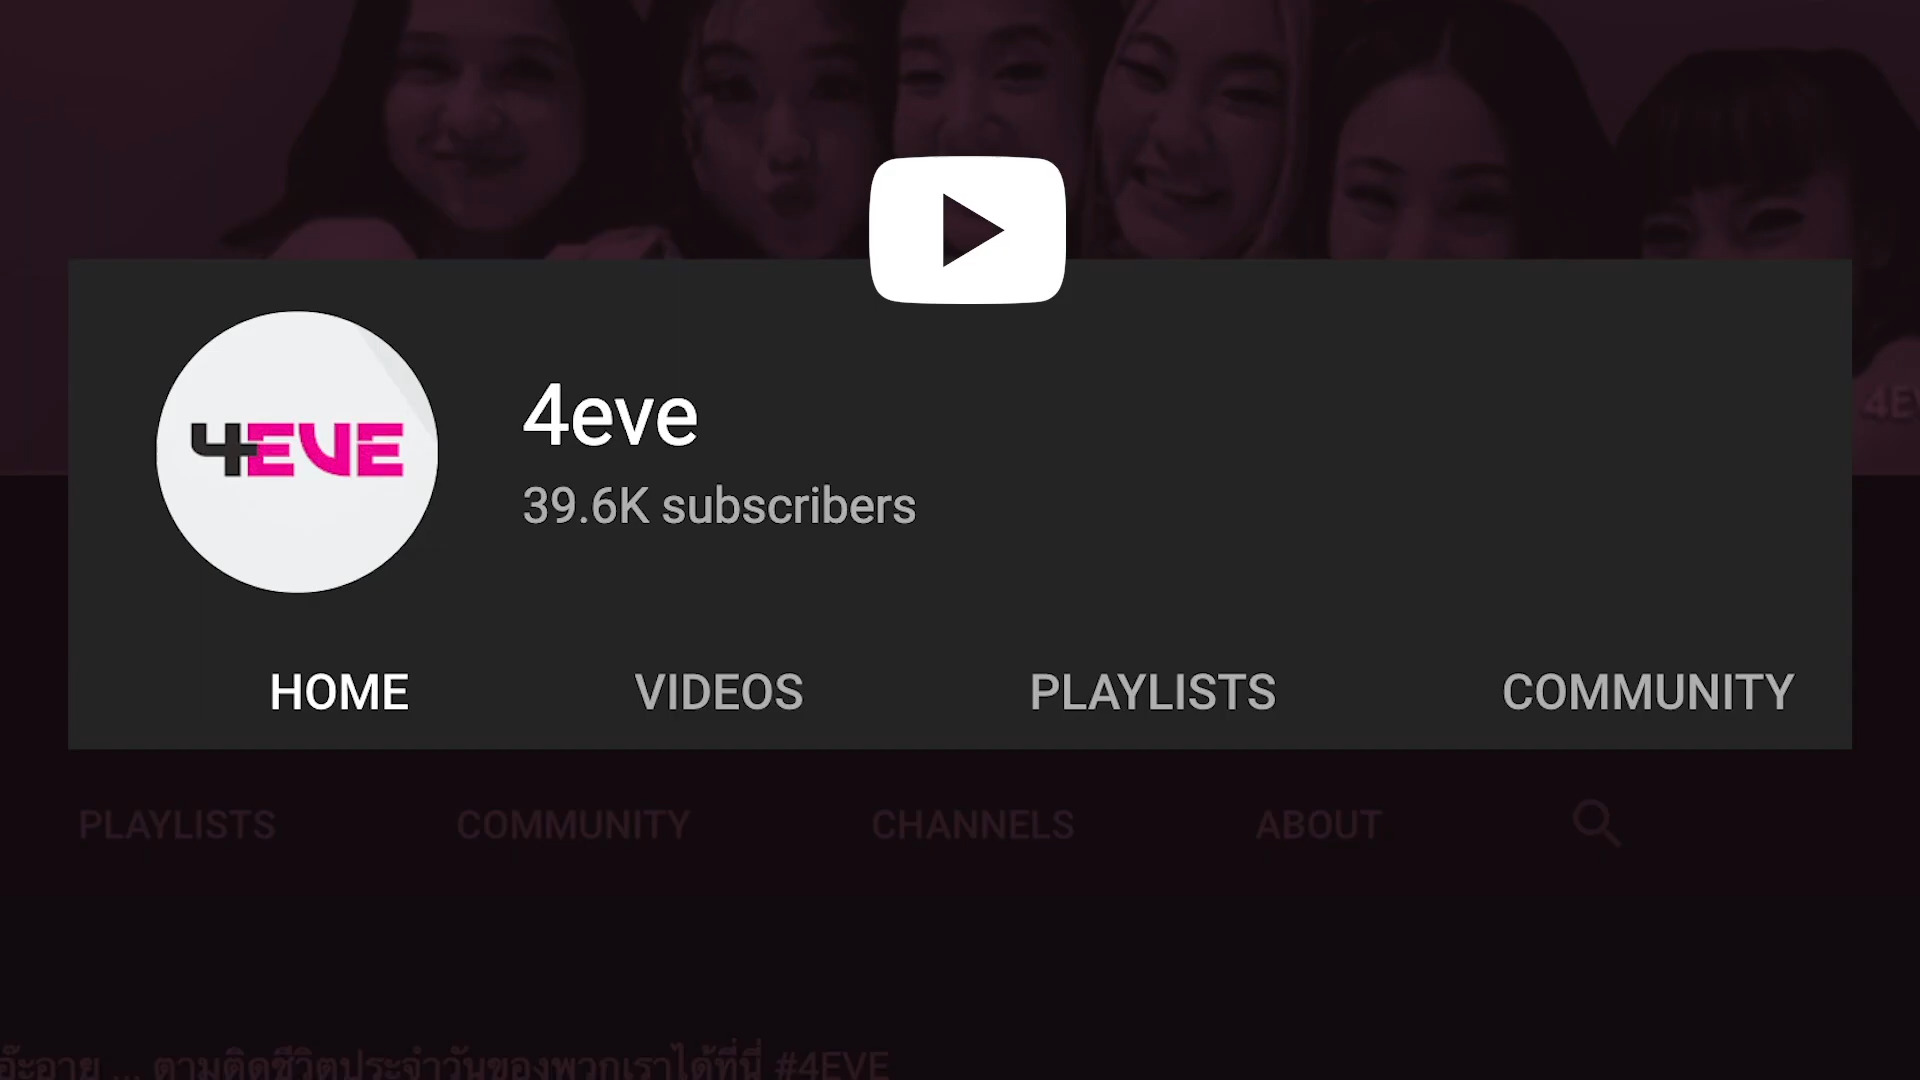 4EVE
4eve
39.6K subscribers
HOME VIDEOS PLAYLISTS COMMUNITY
PLAYLISTS COMMUNITY CHANNELS ABOUT
... ตามติดชีวิตประจำวันของพวกเราได้ที่นี่ #4EVE